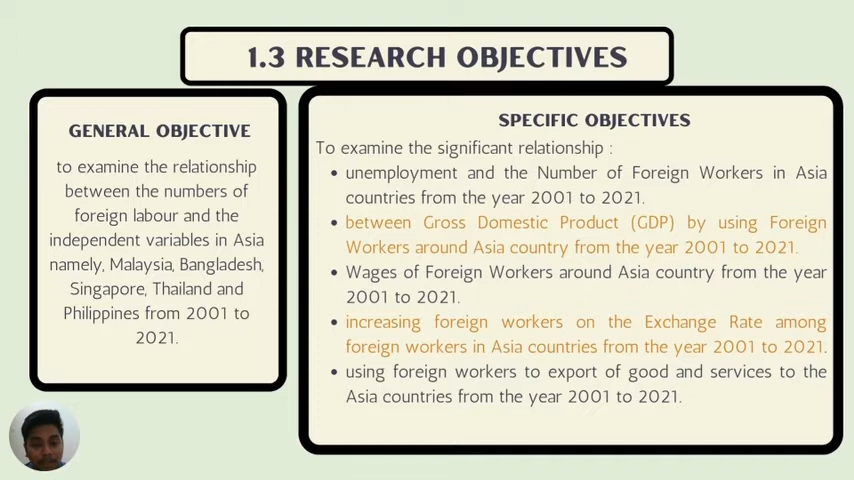 1.3 RESEARCH OBJECTIVES
GENERAL OBJECTIVE
to examine the relationship
between the numbers of
foreign labour and the
independent variables in Asia
namely, Malaysia, Bangladesh,
Singapore, Thailand and
Philippines from 2001 to
2021.
SPECIFIC OBJECTIVES
To examine the significant relationship :
• unemployment and the Number of Foreign Workers in Asia
countries from the year 2001 to 2021.
• between Gross Domestic Product (GDP) by using Foreign
Workers around Asia country from the year 2001 to 2021.
• Wages of Foreign Workers around Asia country from the year
2001 to 2021.
• increasing foreign workers on the Exchange Rate among
foreign workers in Asia countries from the year 2001 to 2021.
• using foreign workers to export of good and services to the
Asia countries from the year 2001 to 2021.